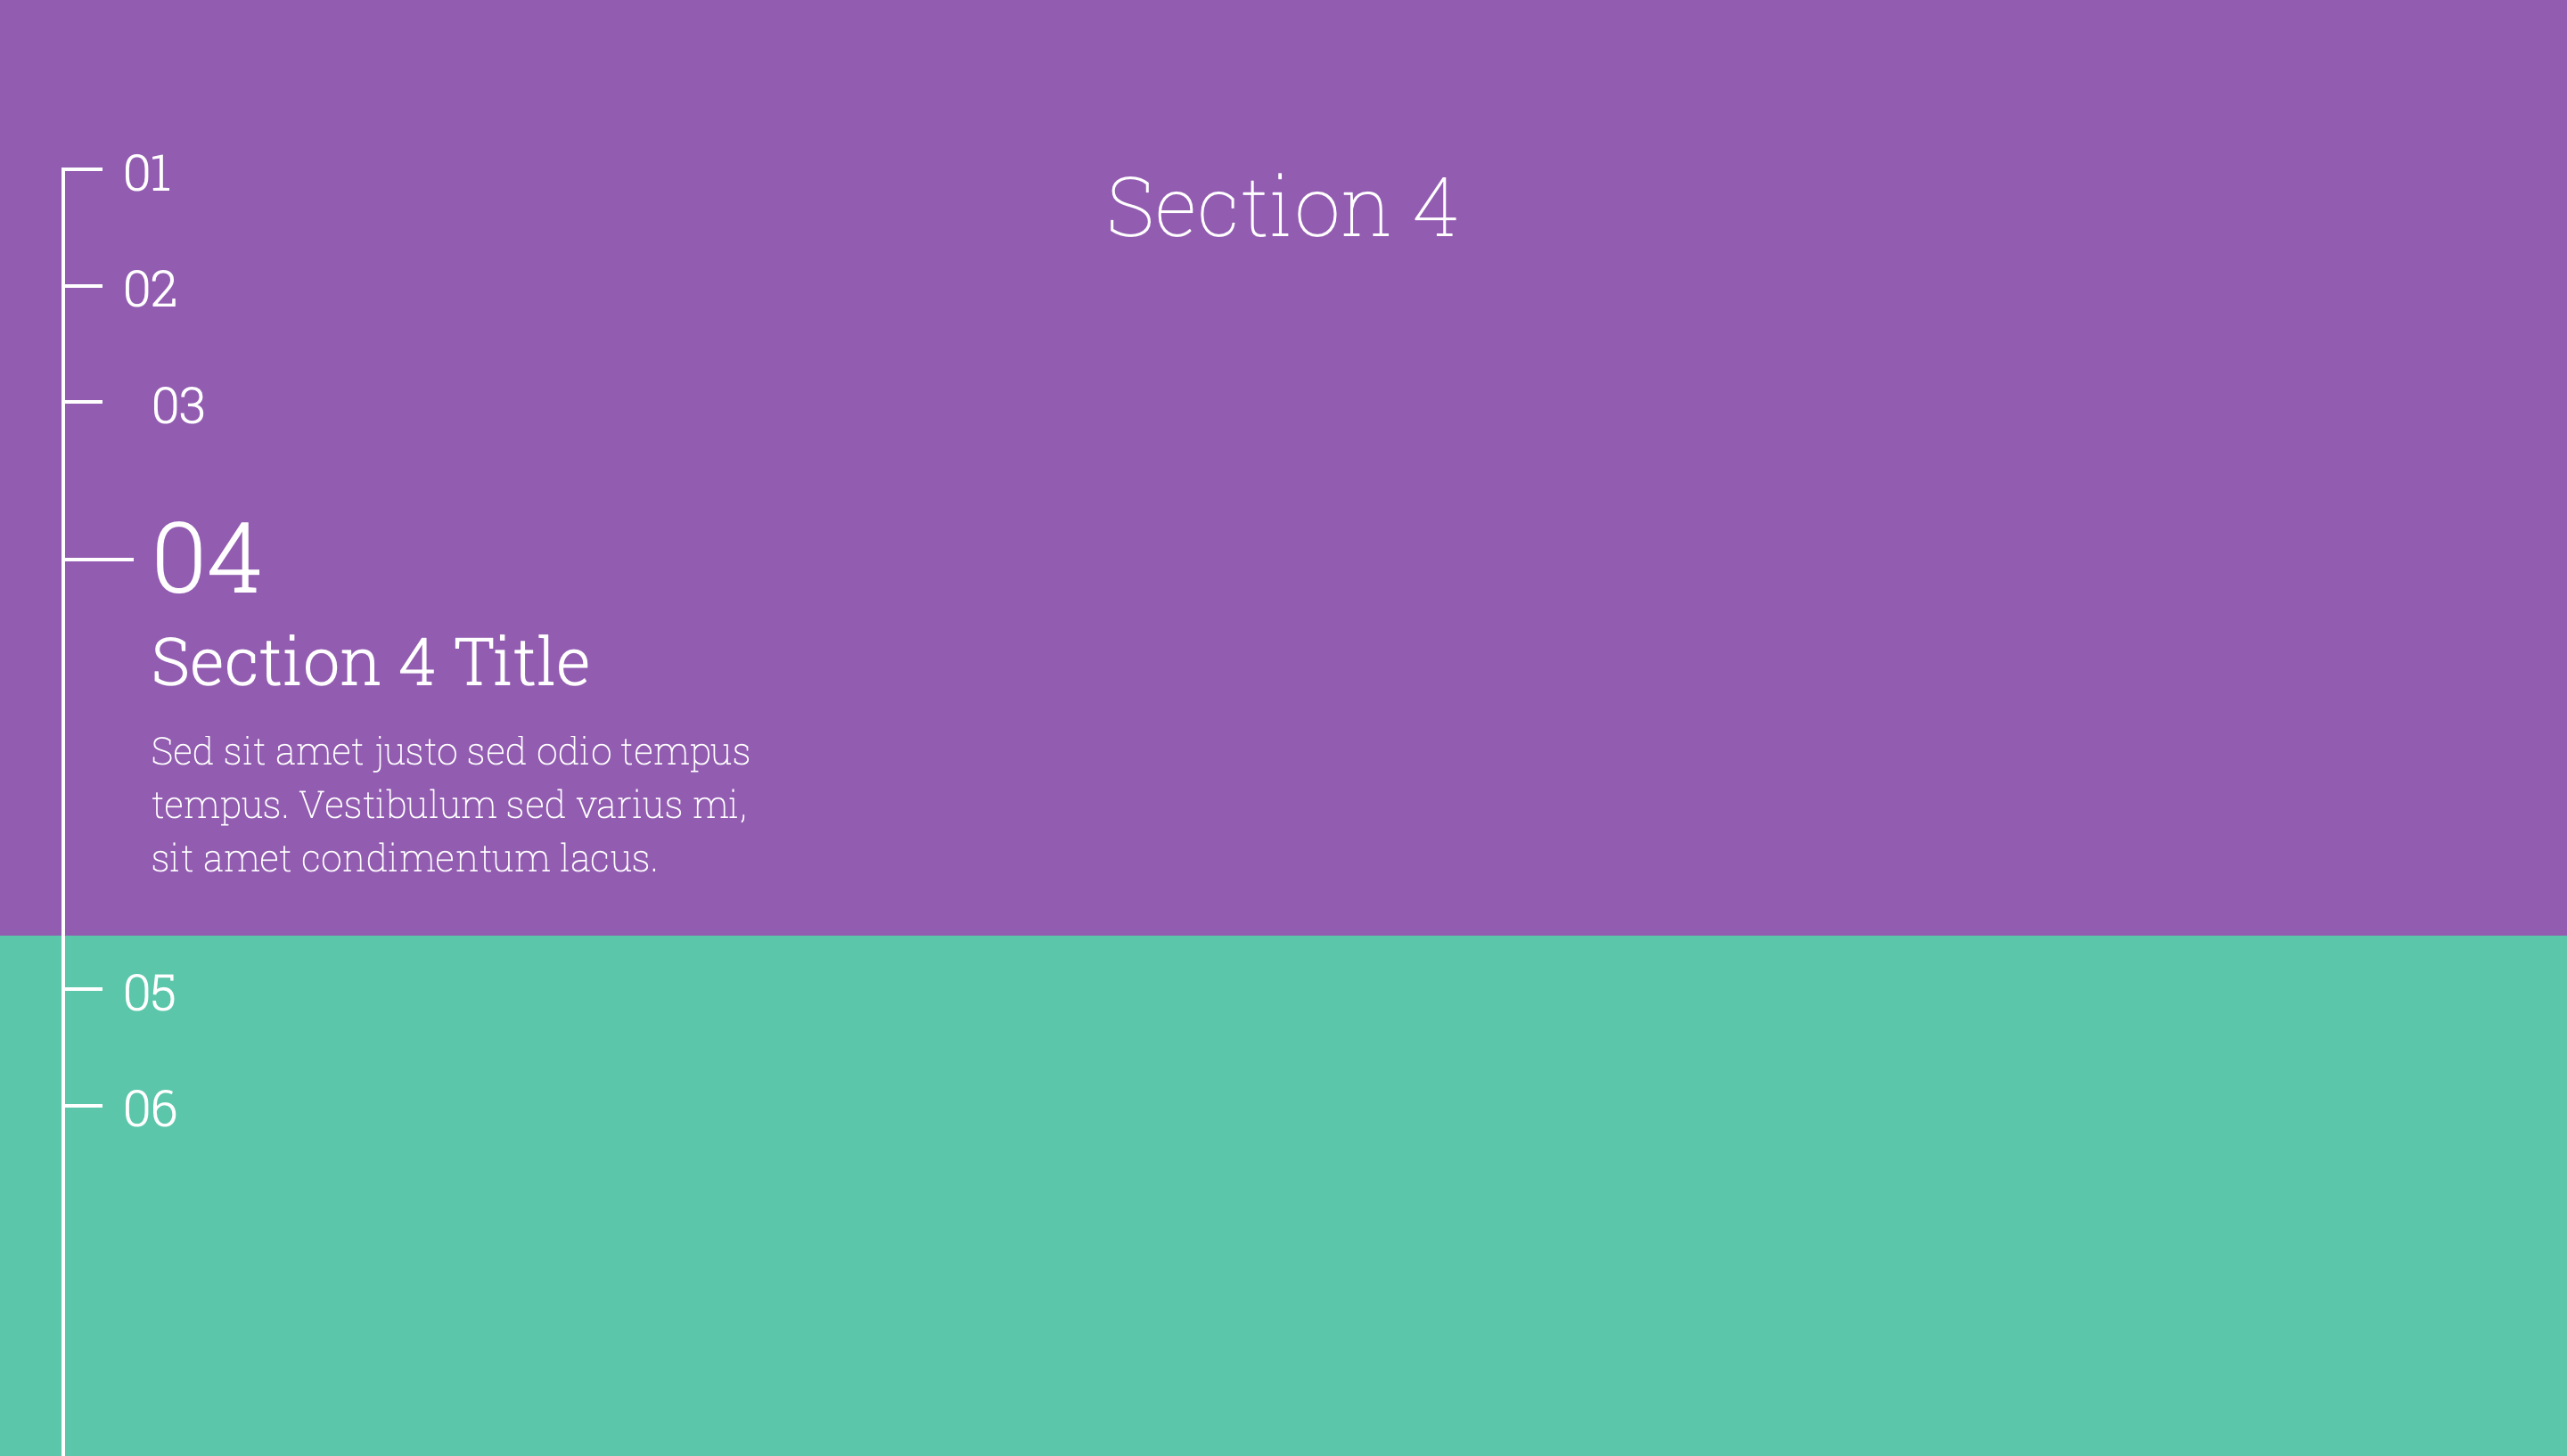 01
Section 4
02
03
04
Section 4 Title
Sed sit amet justo sed odio tempus
tempus. Vestibulum sed varius mi,
sit amet condimentum lacus.
05
06